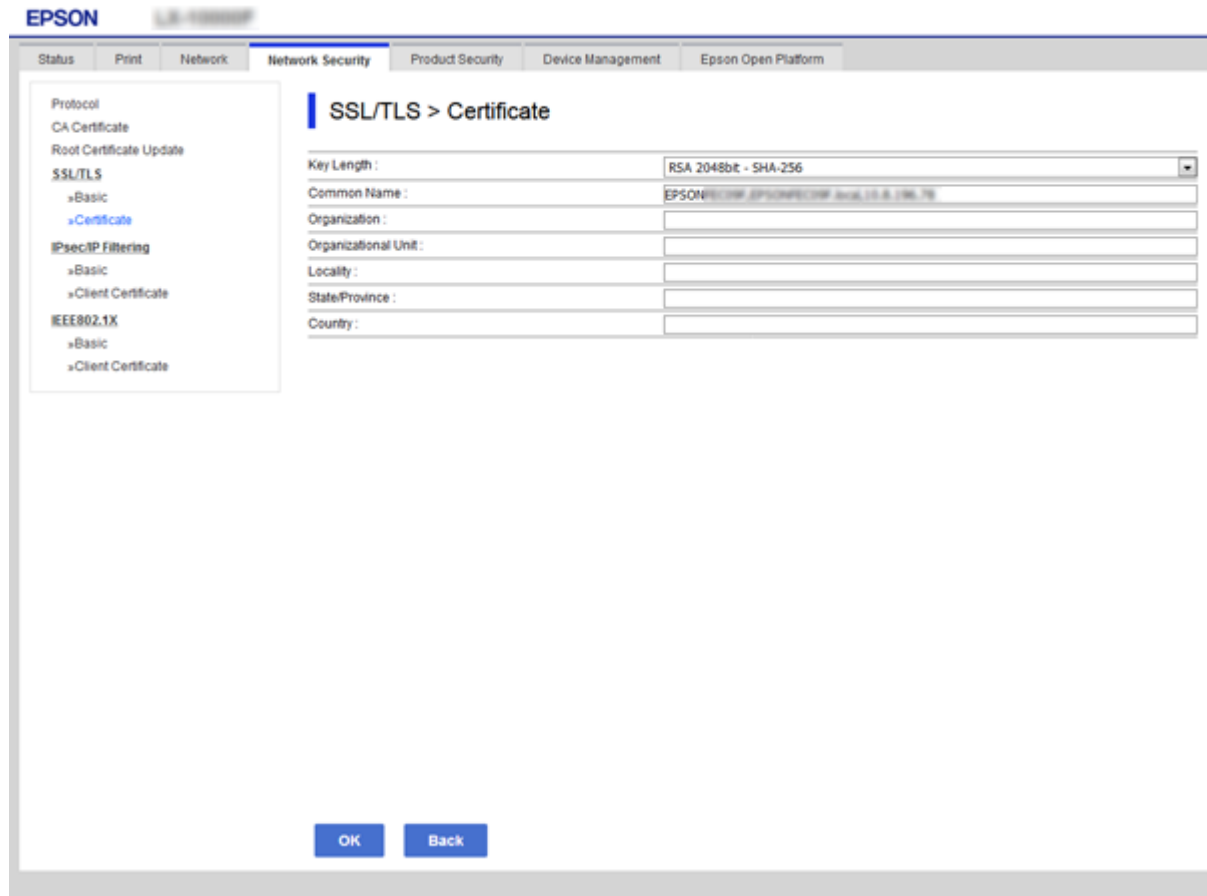 EPSON
Status Print Network Network Security Product Security Device Management Epson Open Platform
Protocol
CA Certificate
Root Certificate Update
SSL/TLS
»Basic
»Certificate
IPsec/IP Filtering
»Basic
»Client Certificate
IEEE802.1X
»Basic
»Client Certificate
SSL/TLS > Certificate
Key Length : RSA 2048bit - SHA-256
Common Name : EPSON
Organization :
Organizational Unit :
Locality :
State/Province :
Country :
OK Back